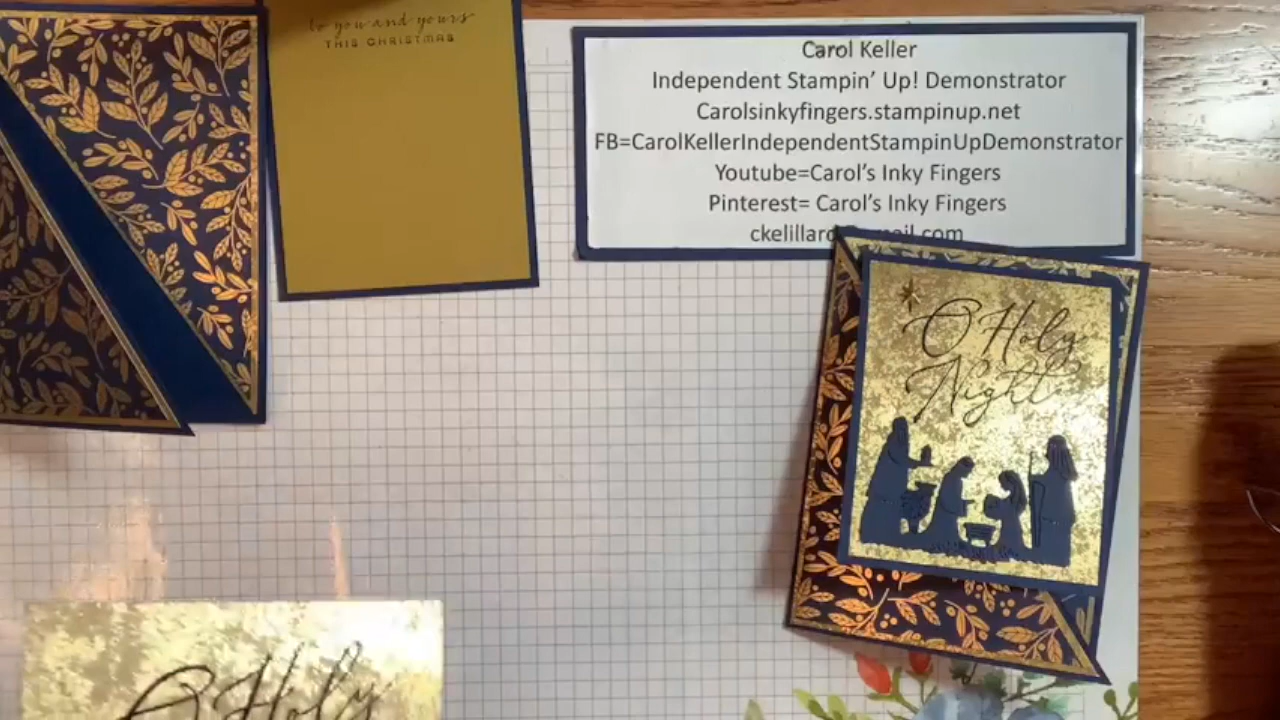 to you and yours
THIS CHRISTMAS
Carol Keller
Independent Stampin' Up! Demonstrator
Carolsinkyfingers.stampinup.net
FB=CarolKellerIndependentStampinUpDemonstrator
Youtube=Carol's Inky Fingers
Pinterest= Carol's Inky Fingers
O Holy
Night
O Holy